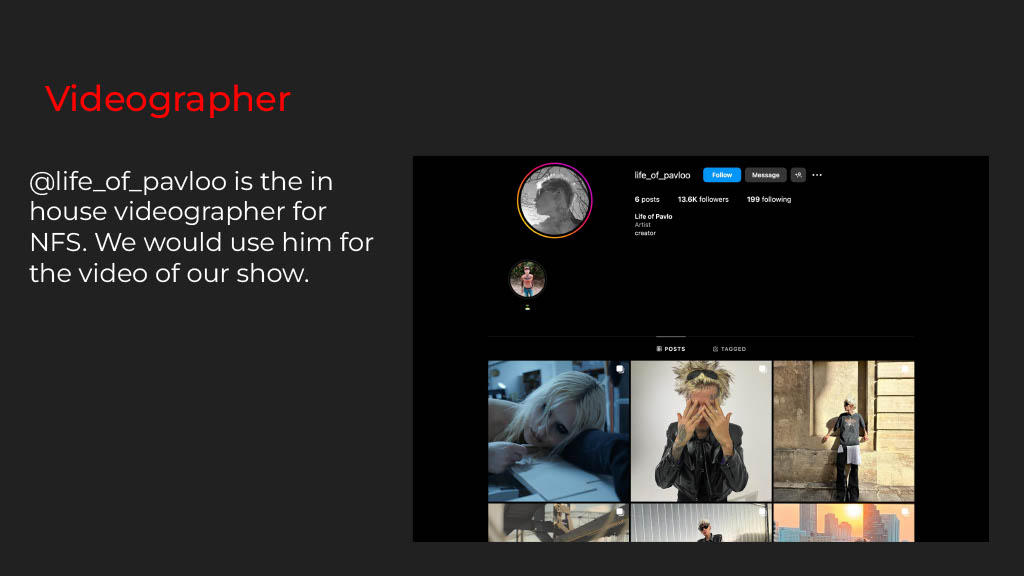 Videographer
@life_of_pavloo is the in
house videographer for
NFS. We would use him for
the video of our show.
life_of_pavloo Follow Message
6 posts 13.6K followers 199 following
Life of Pavlo
Artist
creator
POSTS TAGGED